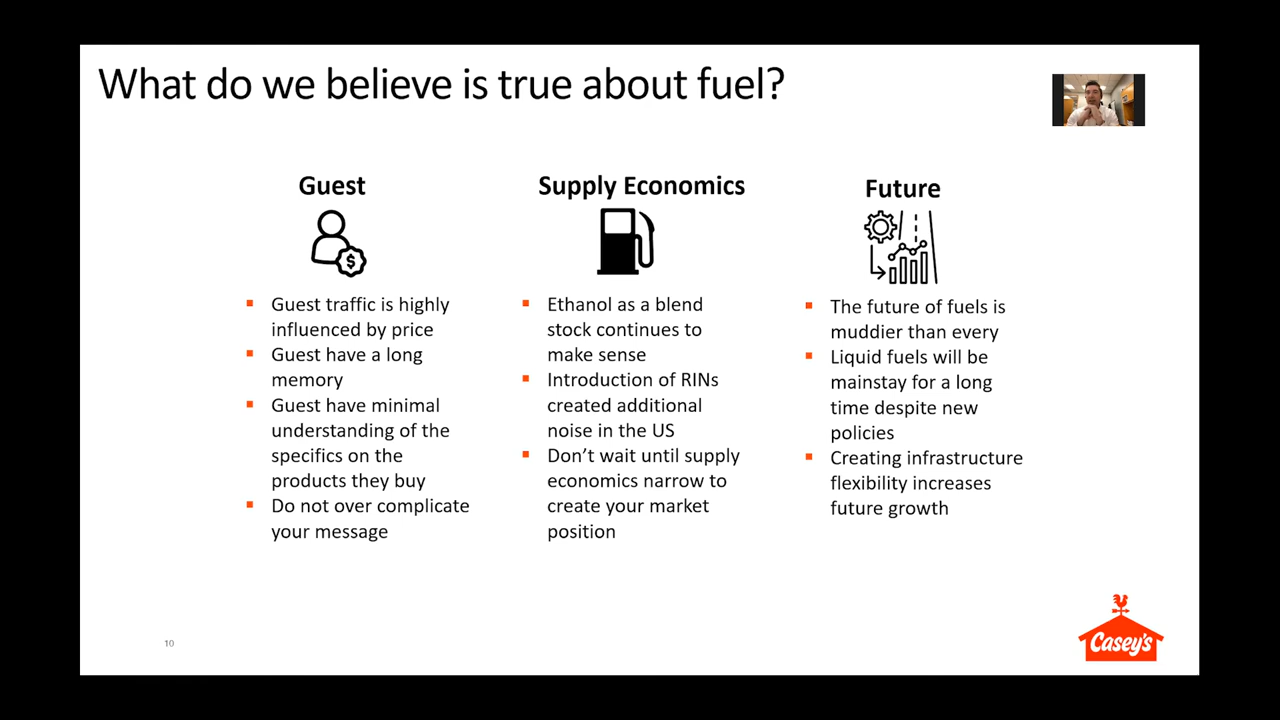 What do we believe is true about fuel?
Guest
$
Guest traffic is highly
influenced by price
Guest have a long
memory
Guest have minimal
understanding of the
specifics on the
products they buy
Do not over complicate
your message
Supply Economics
Ethanol as a blend
stock continues to
make sense
Introduction of RINs
created additional
noise in the US
Don’t wait until supply
economics narrow to
create your market
position
Future
The future of fuels is
muddier than every
Liquid fuels will be
mainstay for a long
time despite new
policies
Creating infrastructure
flexibility increases
future growth
10
Casey's